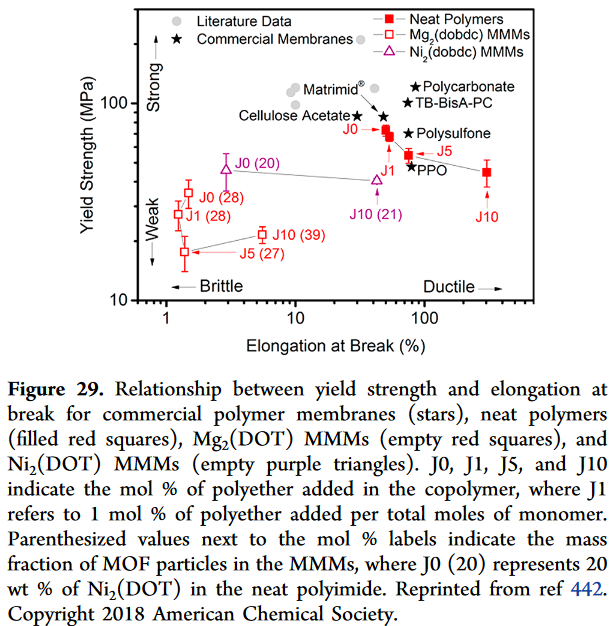 Literature Data
Commercial Membranes
Neat Polymers
Mg2(dobdc) MMMs
Ni2(dobdc) MMMs
Strong
Matrimid®
Polycarbonate
100
TB-BisA-PC
Cellulose Acetate
J0
Polysulfone
J1
J5
PPO
Yield Strength (MPa)
J0 (20)
J10
J0 (28)
J10 (21)
J1 (28)
J10 (39)
Weak
J5 (27)
Brittle
Ductile
10
1
10
100
Elongation at Break (%)
Figure 29. Relationship between yield strength and elongation at
break for commercial polymer membranes (stars), neat polymers
(filled red squares), Mg2(DOT) MMMs (empty red squares), and
Ni2(DOT) MMMs (empty purple triangles). J0, J1, J5, and J10
indicate the mol % of polyether added in the copolymer, where J1
refers to 1 mol % of polyether added per total moles of monomer.
Parenthesized values next to the mol % labels indicate the mass
fraction of MOF particles in the MMMs, where J0 (20) represents 20
wt % of Ni2(DOT) in the neat polyimide. Reprinted from ref 442.
Copyright 2018 American Chemical Society.